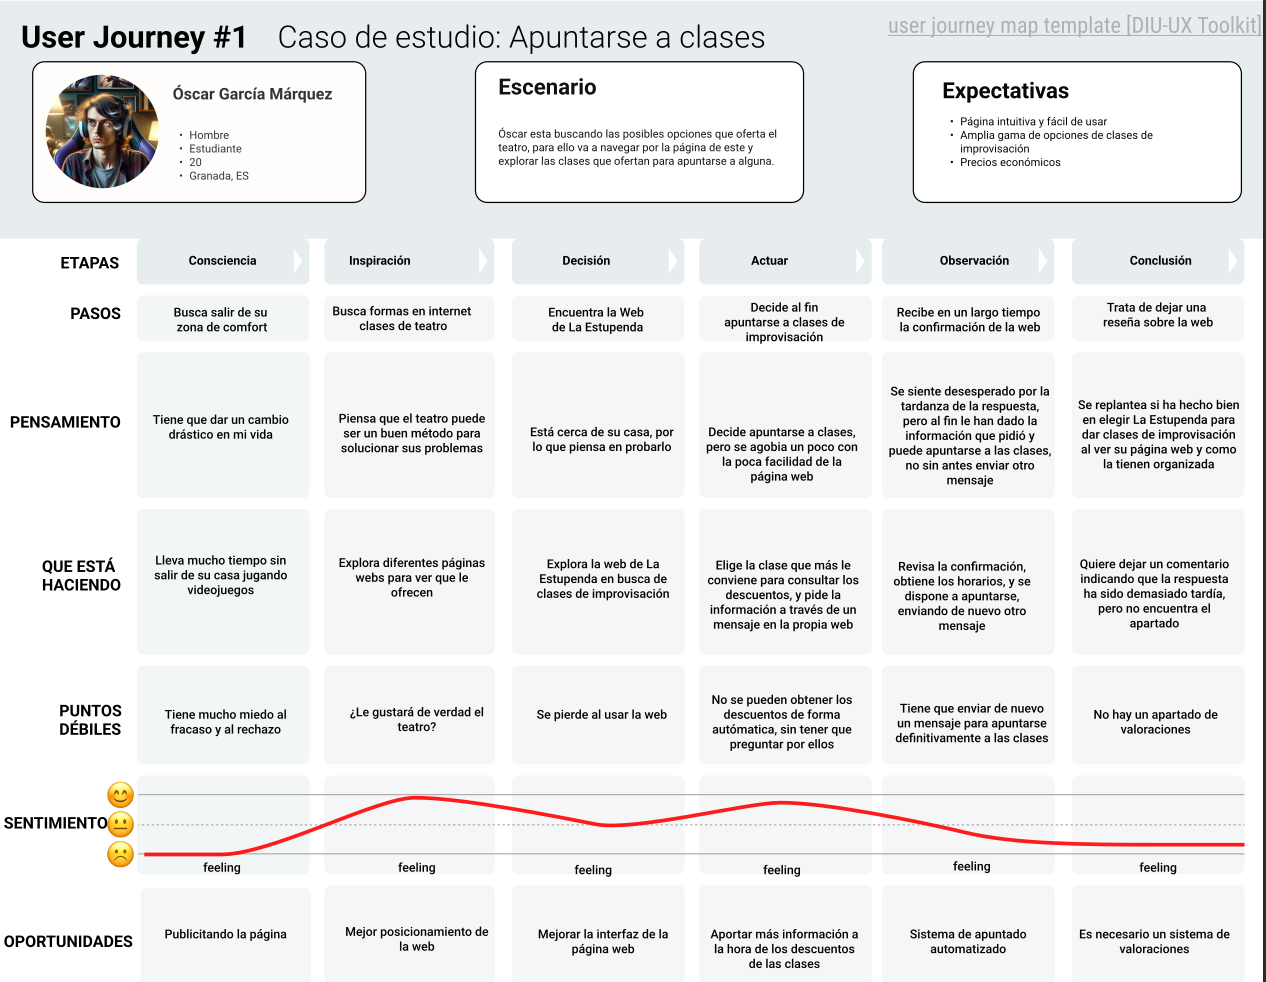 User Journey #1 Caso de estudio: Apuntarse a clases
user journey map template [DIU-UX Toolkit]
Óscar García Márquez
• Hombre
• Estudiante
• 20
• Granada, ES
Escenario
Óscar esta buscando las posibles opciones que oferta el
teatro, para ello va a navegar por la página de este y
explorar las clases que ofertan para apuntarse a alguna.
Expectativas
• Página intuitiva y fácil de usar
• Amplia gama de opciones de clases de
improvisación
• Precios económicos
ETAPAS
Consciencia
Inspiración
Decisión
Actuar
Observación
Conclusión
PASOS
Busca salir de su
zona de comfort
Busca formas en internet
clases de teatro
Encuentra la Web
de La Estupenda
Decide al fin
apuntarse a clases de
improvisación
Recibe en un largo tiempo
la confirmación de la web
Trata de dejar una
reseña sobre la web
PENSAMIENTO
Tiene que dar un cambio
drástico en mi vida
Piensa que el teatro puede
ser un buen método para
solucionar sus problemas
Está cerca de su casa, por
lo que piensa en probarlo
Decide apuntarse a clases,
pero se agobia un poco con
la poca facilidad de la
página web
Se siente desesperado por la
tardanza de la respuesta,
pero al fin le han dado la
información que pidió y
puede apuntarse a las clases,
no sin antes enviar otro
mensaje
Se replantea si ha hecho bien
en elegir La Estupenda para
dar clases de improvisación
al ver su página web y como
la tienen organizada
QUE ESTÁ
HACIENDO
Lleva mucho tiempo sin
salir de su casa jugando
videojuegos
Explora diferentes páginas
webs para ver que le
ofrecen
Explora la web de La
Estupenda en busca de
clases de improvisación
Elige la clase que más le
conviene para consultar los
descuentos, y pide la
información a través de un
mensaje en la propia web
Revisa la confirmación,
obtiene los horarios, y se
dispone a apuntarse,
enviando de nuevo otro
mensaje
Quiere dejar un comentario
indicando que la respuesta
ha sido demasiado tardía,
pero no encuentra el
apartado
PUNTOS
DÉBILES
Tiene mucho miedo al
fracaso y al rechazo
¿Le gustará de verdad el
teatro?
Se pierde al usar la web
No se pueden obtener los
descuentos de forma
autómatica, sin tener que
preguntar por ellos
Tiene que enviar de nuevo
un mensaje para apuntarse
definitivamente a las clases
No hay un apartado de
valoraciones
SENTIMIENTO
feeling
feeling
feeling
feeling
feeling
feeling
OPORTUNIDADES
Publicitando la página
Mejor posicionamiento de
la web
Mejorar la interfaz de la
página web
Aportar más información a
la hora de los descuentos
de las clases
Sistema de apuntado
automatizado
Es necesario un sistema de
valoraciones